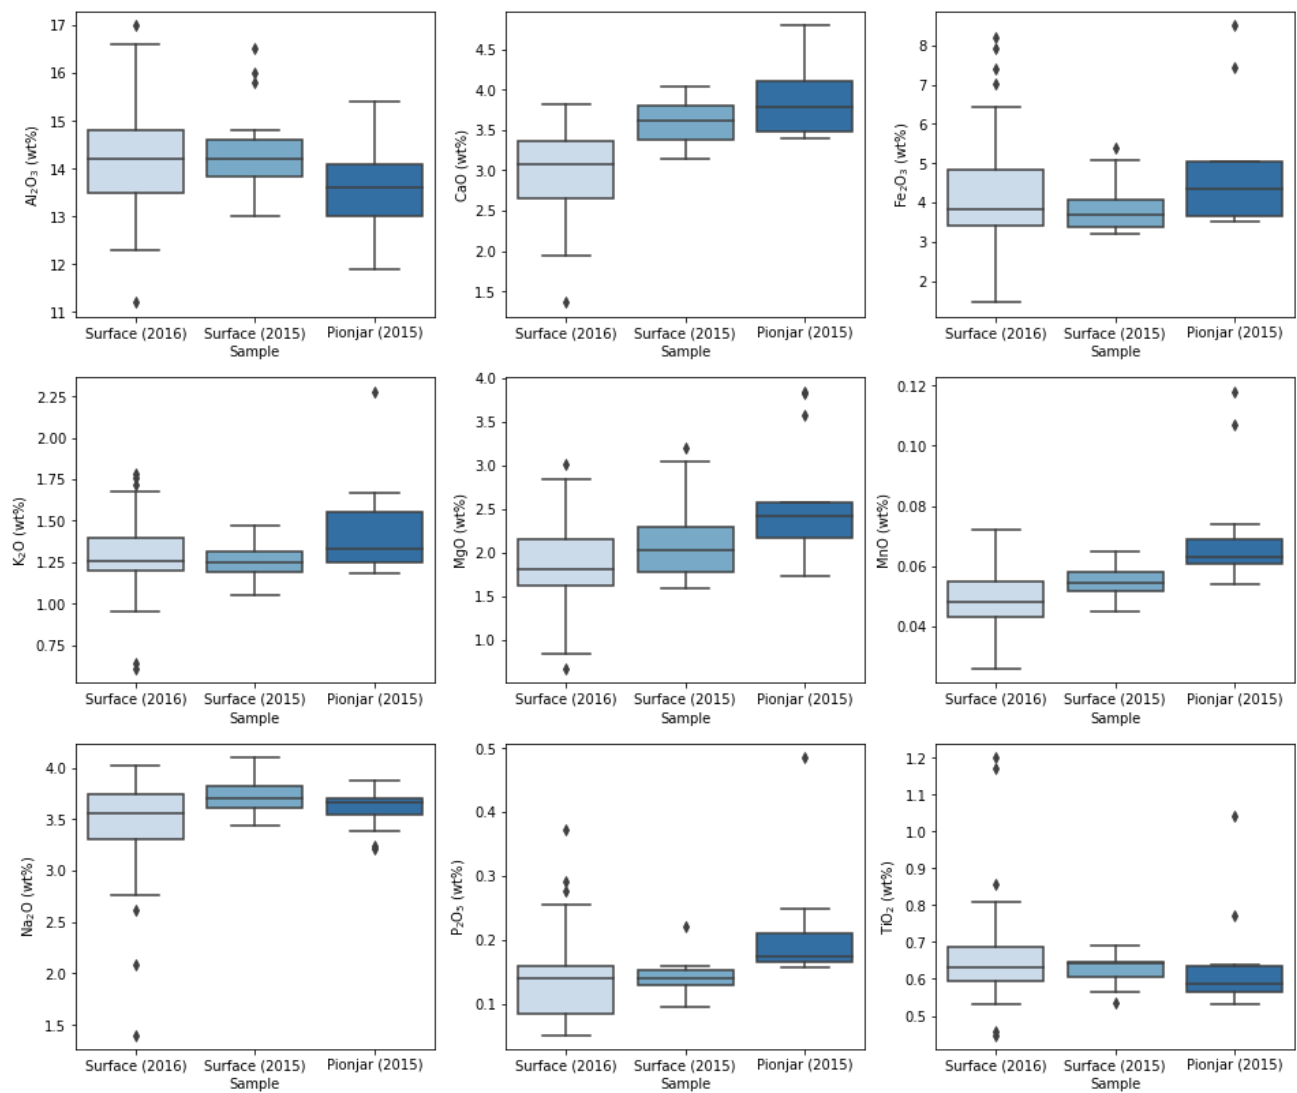 Al₂O₃ (wt%)
17
16
15
14
13
12
11
Surface (2016) Surface (2015) Pionjar (2015)
Sample
CaO (wt%)
4.5
4.0
3.5
3.0
2.5
2.0
1.5
Surface (2016) Surface (2015) Pionjar (2015)
Sample
Fe₂O₃ (wt%)
8
7
6
5
4
3
2
Surface (2016) Surface (2015) Pionjar (2015)
Sample
K₂O (wt%)
2.25
2.00
1.75
1.50
1.25
1.00
0.75
Surface (2016) Surface (2015) Pionjar (2015)
Sample
MgO (wt%)
4.0
3.5
3.0
2.5
2.0
1.5
1.0
Surface (2016) Surface (2015) Pionjar (2015)
Sample
MnO (wt%)
0.12
0.10
0.08
0.06
0.04
Surface (2016) Surface (2015) Pionjar (2015)
Sample
Na₂O (wt%)
4.0
3.5
3.0
2.5
2.0
1.5
Surface (2016) Surface (2015) Pionjar (2015)
Sample
P₂O₅ (wt%)
0.5
0.4
0.3
0.2
0.1
Surface (2016) Surface (2015) Pionjar (2015)
Sample
TiO₂ (wt%)
1.2
1.1
1.0
0.9
0.8
0.7
0.6
0.5
Surface (2016) Surface (2015) Pionjar (2015)
Sample